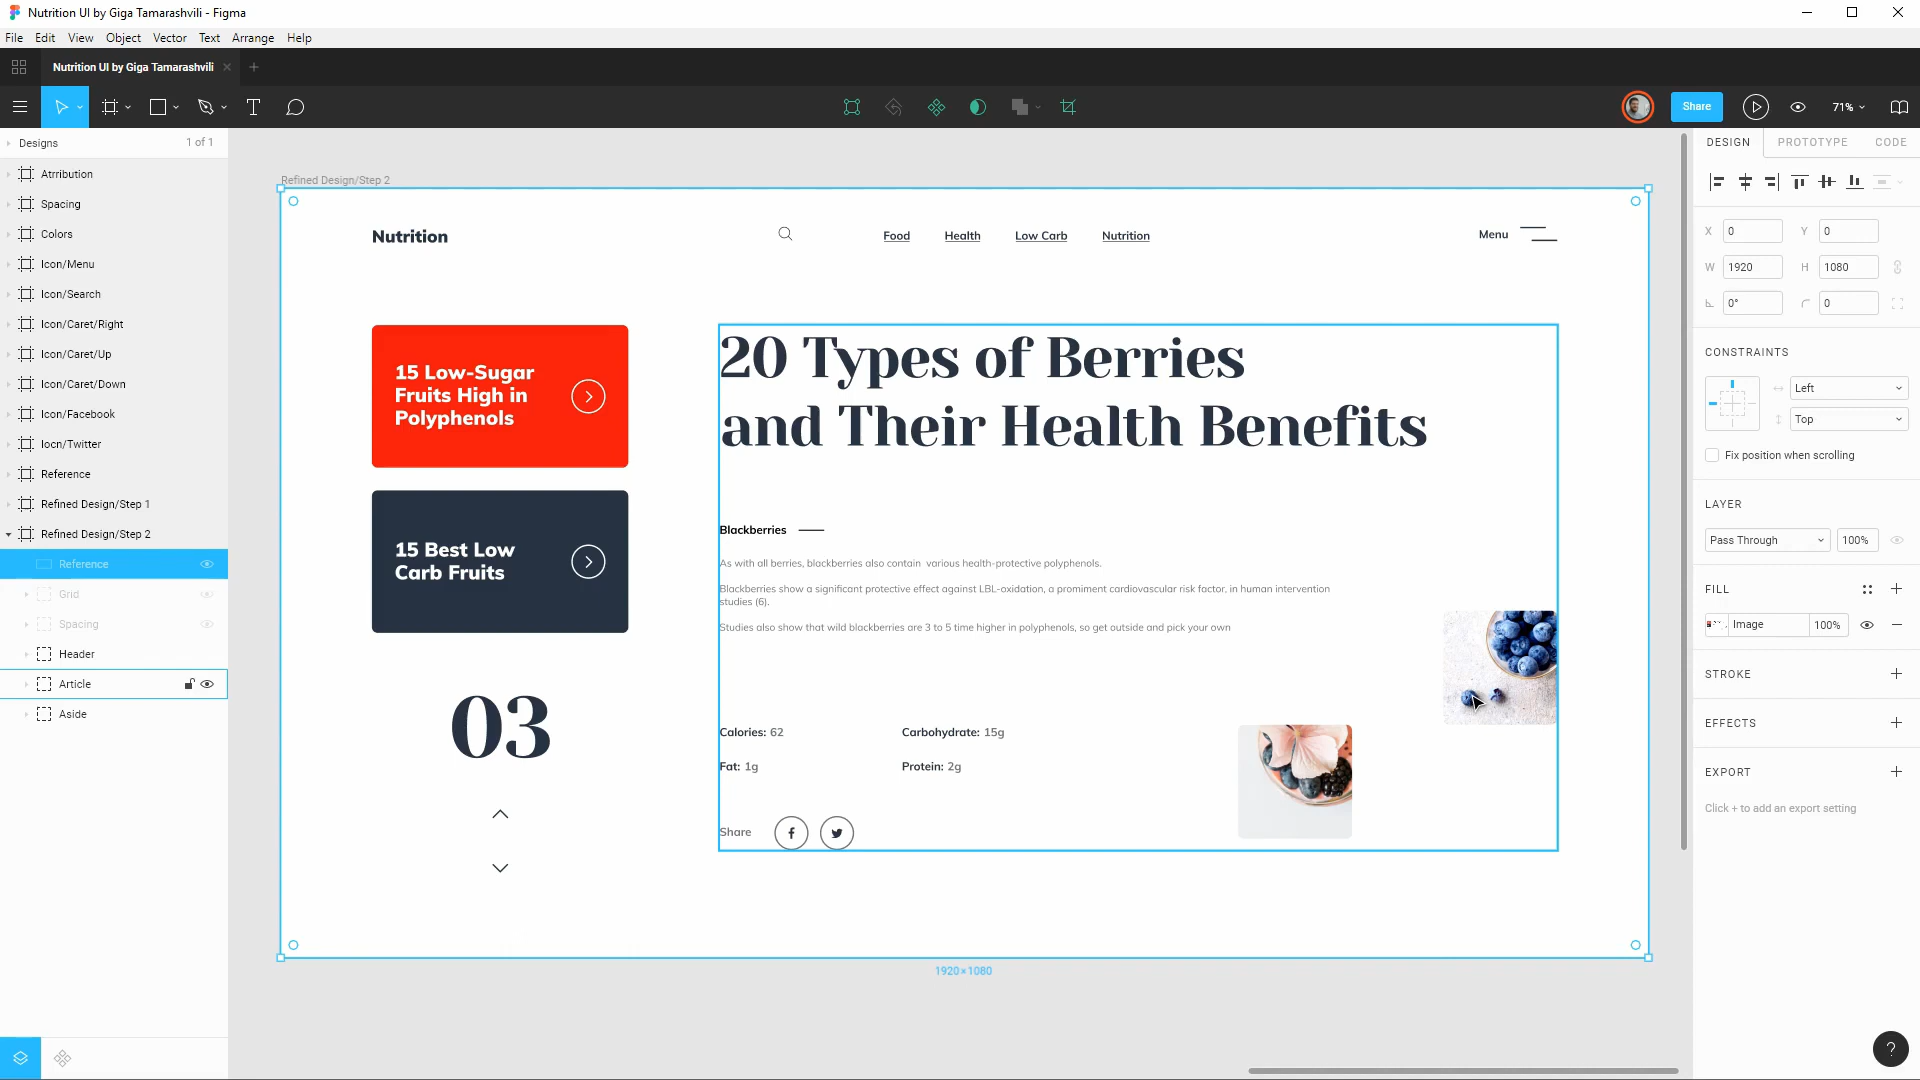 Nutrition UI by Giga Tamarashvili - Figma
File Edit View Object Vector Text Arrange Help
Nutrition UI by Giga Tamarashvili
Share
71%
Designs
1 of 1
Atrribution
Spacing
Colors
Icon/Menu
Icon/Search
Icon/Caret/Right
Icon/Caret/Up
Icon/Caret/Down
Icon/Facebook
Iocn/Twitter
Reference
Refined Design/Step 1
Refined Design/Step 2
Reference
Grid
Spacing
Header
Article
Aside
Refined Design/Step 2
Nutrition
Food
Health
Low Carb
Nutrition
Menu
15 Low-Sugar
Fruits High in
Polyphenols
15 Best Low
Carb Fruits
03
20 Types of Berries
and Their Health Benefits
Blackberries
As with all berries, blackberries also contain various health-protective polyphenols.
Blackberries show a significant protective effect against LBL-oxidation, a prominent cardiovascular risk factor, in human intervention
studies (6).
Studies also show that wild blackberries are 3 to 5 time higher in polyphenols, so get outside and pick your own
Calories: 62
Carbohydrate: 15g
Fat: 1g
Protein: 2g
Share
1920×1080
DESIGN
PROTOTYPE
CODE
X 0
Y 0
W 1920
H 1080
0°
0
CONSTRAINTS
Left
Top
Fix position when scrolling
LAYER
Pass Through
100%
FILL
Image
100%
STROKE
EFFECTS
EXPORT
Click + to add an export setting
?